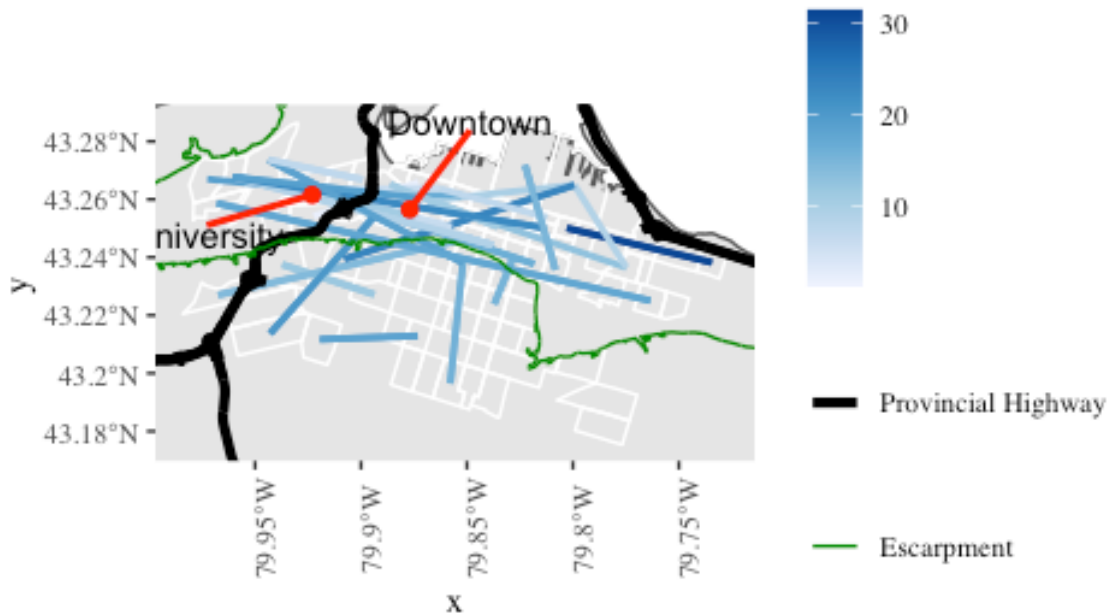 30
20
10
Downtown
niversity
43.28°N
43.26°N
43.24°N
43.22°N
43.2°N
43.18°N
y
79.95°W
79.9°W
79.85°W
79.8°W
79.75°W
x
Provincial Highway
Escarpment